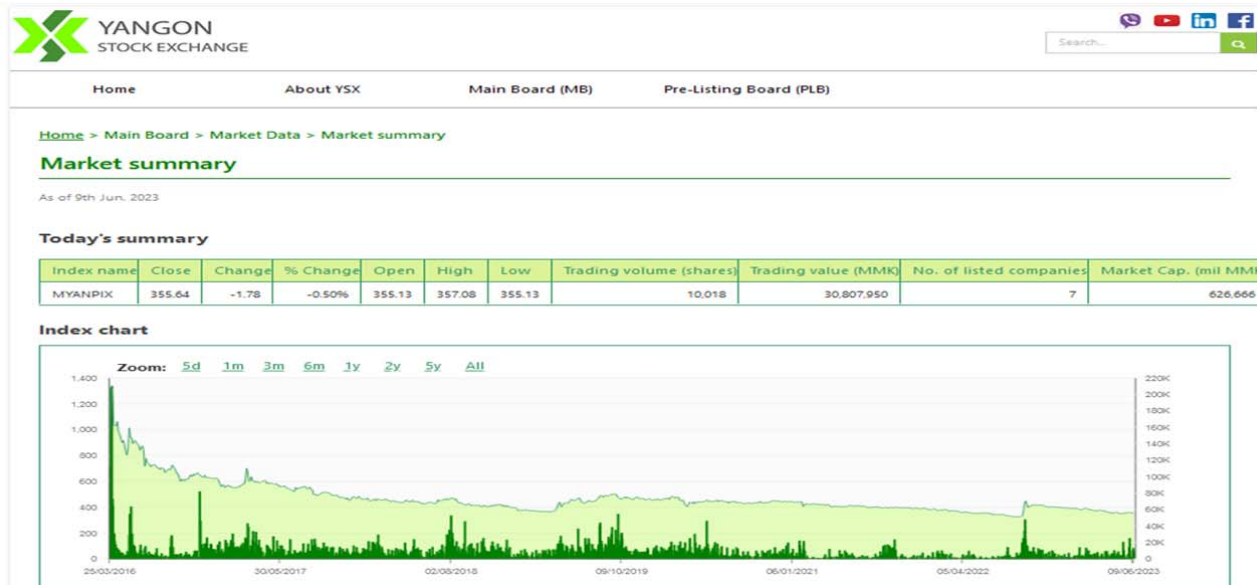 YANGON
STOCK EXCHANGE
Search...
Home About YSX Main Board (MB) Pre-Listing Board (PLB)
Home > Main Board > Market Data > Market summary
Market summary
As of 9th Jun. 2023
Today's summary
Index name Close Change % Change Open High Low Trading volume (shares) Trading value (MMK) No. of listed companies Market Cap. (mil MM
MYANPIX 355.64 -1.78 -0.50% 355.13 357.08 355.13 10,018 30,807,950 7 626,666
Index chart
Zoom: 5d 1m 3m 6m 1y 2y 5y All
1,400 220K
200K
1,200 180K
1,000 160K
140K
800 120K
600 100K
80K
400 60K
40K
200 20K
0 0
25/03/2016 30/05/2017 02/08/2018 09/10/2019 06/01/2021 05/04/2022 09/06/2023